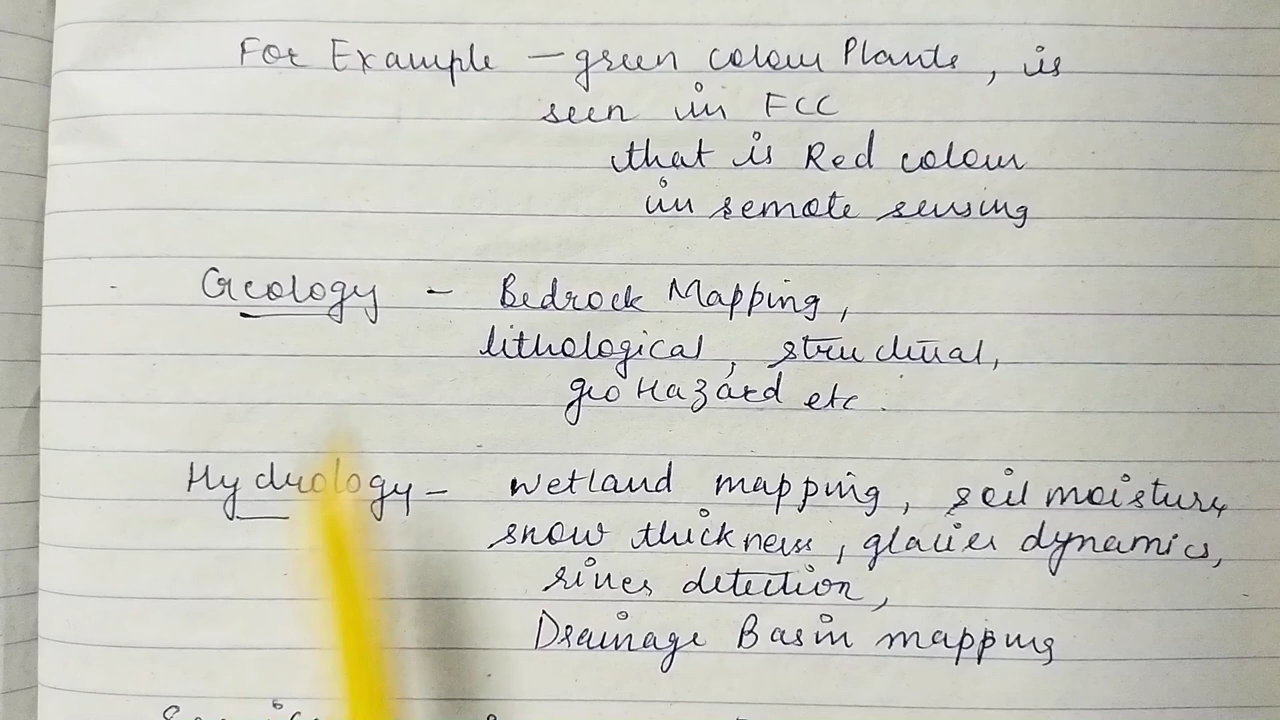 For Example – green colour Plants, is
seen in FCC
that is Red colour
in remote sensing
Geology – Bedrock Mapping,
lithological, structural,
geo Hazard etc.
Hydrology – wetland mapping, soil moisture,
snow thickness, glacier dynamics,
river detection,
Drainage Basin mapping